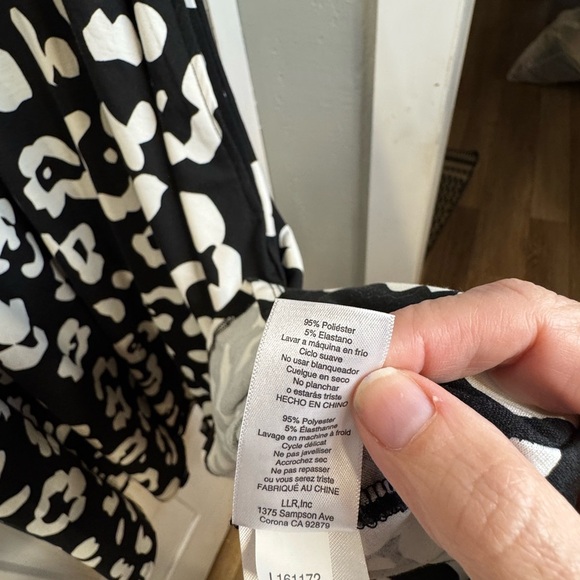 95% Poliéster
5% Elastano
Lavar a máquina en frío
Ciclo suave
No usar blanqueador
Cuelgue en seco
No planchar
o estarás triste
HECHO EN CHINO
95% Polyester
5% Élasthanne
Lavage en machine à froid
Cycle délicat
Ne pas javelliser
Accrochez sec
Ne pas repasser
ou vous serez triste
FABRIQUÉ AU CHINE
LLR,Inc
1375 Sampson Ave
Corona CA 92879
L161172